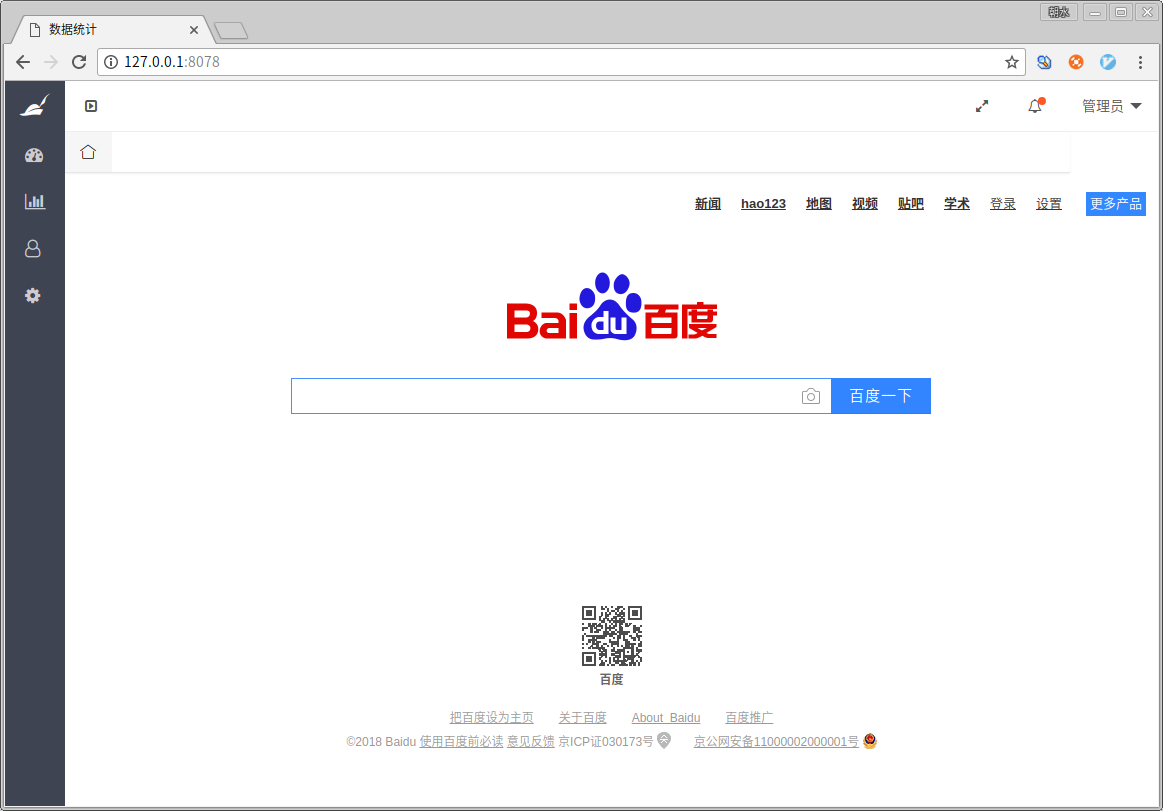 朝水
数据统计
127.0.0.1:8078
管理员
新闻 hao123 地图 视频 贴吧 学术 登录 设置 更多产品
Bai du 百度
百度一下
百度
把百度设为主页 关于百度 About Baidu 百度推广
©2018 Baidu 使用百度前必读 意见反馈 京ICP证030173号 京公网安备11000002000001号